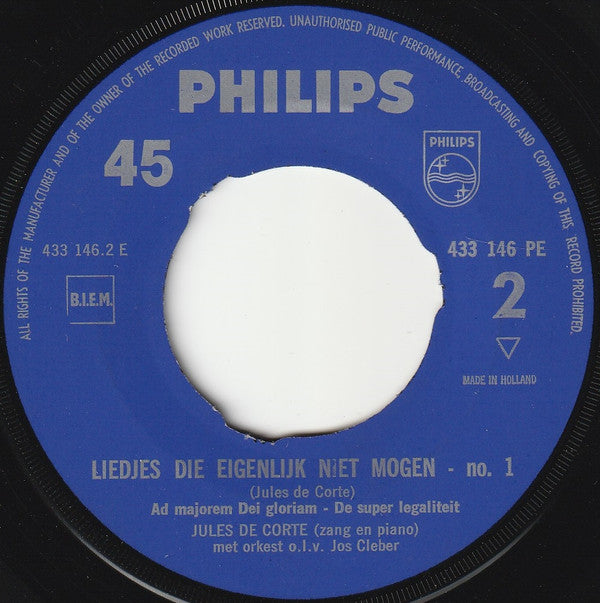 ALL RIGHTS OF THE MANUFACTURER AND OF THE OWNER OF THE RECORDED WORK RESERVED. UNAUTHORISED PUBLIC PERFORMANCE, BROADCASTING AND COPYING OF THIS RECORD PROHIBITED.
PHILIPS
45
PHILIPS
433 146.2 E
433 146 PE
B.I.E.M.
2
MADE IN HOLLAND
LIEDJES DIE EIGENLIJK NIET MOGEN - no. 1
(Jules de Corte)
Ad majorem Dei gloriam - De super legaliteit
JULES DE CORTE (zang en piano)
met orkest o.l.v. Jos Cleber